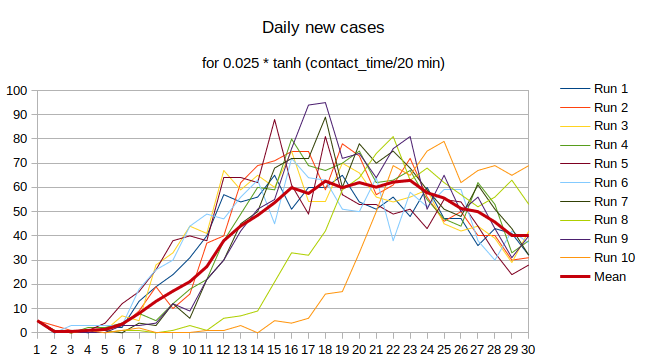 Daily new cases
for 0.025 * tanh (contact_time/20 min)
100
90
80
70
60
50
40
30
20
10
0
1 2 3 4 5 6 7 8 9 10 11 12 13 14 15 16 17 18 19 20 21 22 23 24 25 26 27 28 29 30
Run 1
Run 2
Run 3
Run 4
Run 5
Run 6
Run 7
Run 8
Run 9
Run 10
Mean